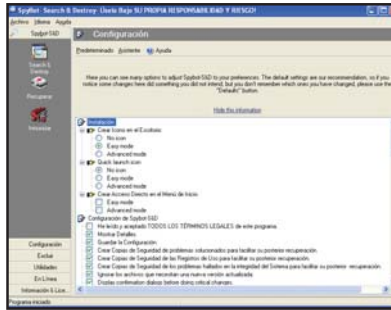 Spybot - Search & Destroy - Uselo Bajo SU PROPIA RESPONSABILIDAD Y RIESGO!
Archivo Idioma Ayuda
Spybot-S&D
Configuración
Predeterminado Asistente Ayuda
Search & Destroy
Recuperar
Inmunizar
Here you can see many options to adjust Spybot-S&D to your preferences. The default settings are our recommendation, so if you
notice some changes here did something you did not intend, but you don't remember which ones you have changed, please use the
"Defaults" button.
Hide this information
Instalación
Crear Icono en el Escritorio
No icon
Easy mode
Advanced mode
Quick launch icon
No icon
Easy mode
Advanced mode
Crear Acceso Directo en el Menú de Inicio
Easy mode
Advanced mode
Configuración de Spybot S&D
He leído y aceptado TODOS LOS TÉRMINOS LEGALES de este programa
Mostrar Detalles.
Guardar la Configuración.
Crear Copias de Seguridad de problemas solucionados para facilitar su posterior recuperación.
Crear Copias de Seguridad de las Registros de Uso para facilitar su posterior recuperación.
Crear Copias de Seguridad de los problemas hallados en la integridad del Sistema para facilitar su posterior recuperación.
Ignorar los archivos que necesitan una nueva versión actualizada
Display confirmation dialogs before doing critical changes.
Configuración
Excluir
Utilidades
En Línea
Información & Lice...
Programa iniciado